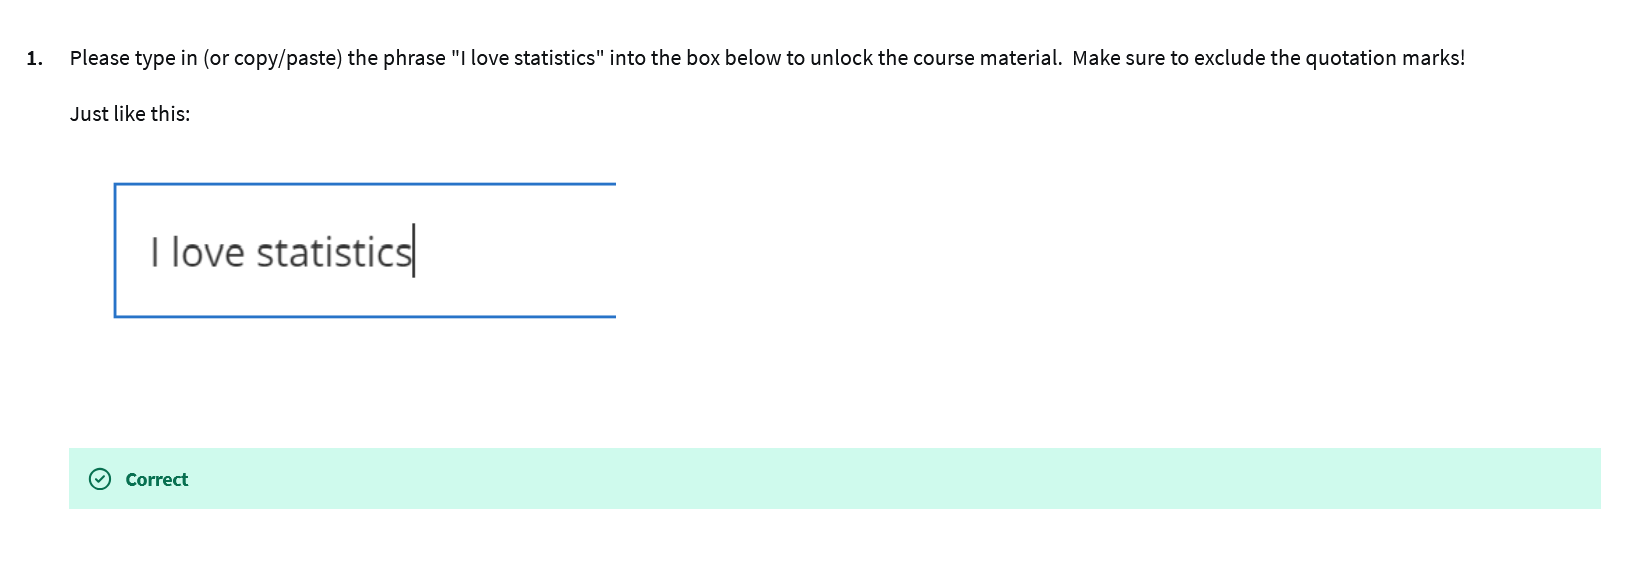 1. Please type in (or copy/paste) the phrase "I love statistics" into the box below to unlock the course material.  Make sure to exclude the quotation marks!
Just like this:
I love statistics
Correct